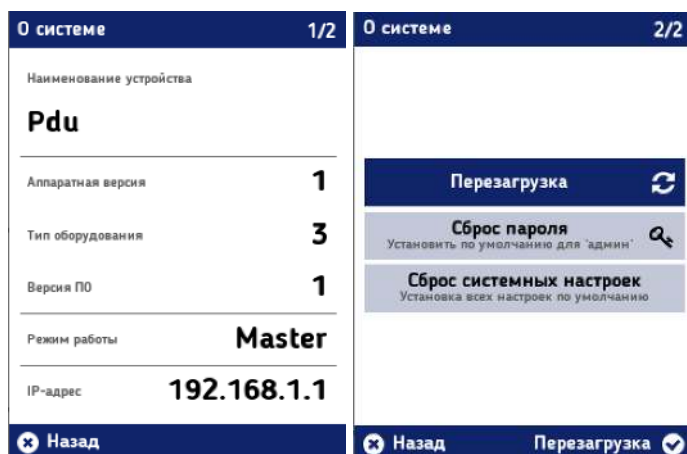 О системе 1/2
Наименование устройства
Pdu
Аппаратная версия 1
Тип оборудования 3
Версия ПО 1
Режим работы Master
IP-адрес 192.168.1.1
Назад
О системе 2/2
Перезагрузка
Сброс пароля
Установить по умолчанию для 'админ'
Сброс системных настроек
Установка всех настроек по умолчанию
Назад Перезагрузка